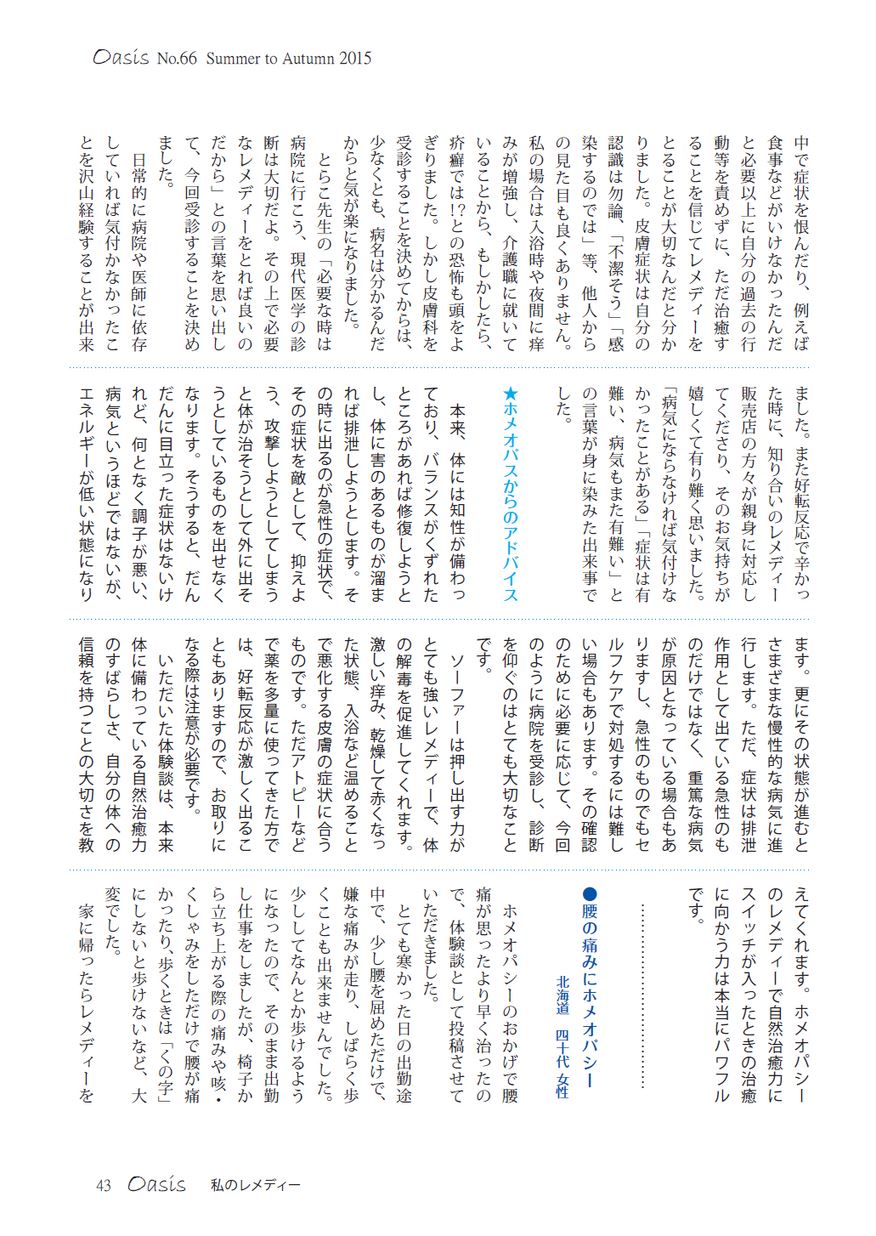 Oasis No.66 Summer to Autumn 2015
中で症状を恨んだり、例えば
食事などがいけなかったんだ
と必要以上に自分の過去の行
動等を責めずに、ただ治癒す
ることを信じてレメディーを
とることが大切なんだと分か
りました。皮膚症状は自分の
認識は勿論、「不潔そう」「感
染するのでは」等、他人から
の見た目も良くありません。
私の場合は入浴時や夜間に痒
みが増強し、介護職に就いて
いることから、もしかしたら、
疥癬では!?との恐怖も頭をよ
ぎりました。しかし皮膚科を
受診することを決めてからは、
少なくとも、病名は分かるんだ
からと気が楽になりました。
とらこ先生の「必要な時は
病院に行こう、現代医学の診
断は大切だよ。その上で必要
なレメディーをとれば良いの
だから」との言葉を思い出し
て、今回受診することを決め
ました。
日常的に病院や医師に依存
していれば気付かなかったこ
とを沢山経験することが出来
ました。また好転反応で辛かっ
た時に、知り合いのレメディー
販売店の方々が親身に対応し
てくださり、そのお気持ちが
嬉しくて有り難く思いました。
「病気にならなければ気付けな
かったことがある」「症状は有
難い、病気もまた有難い」と
の言葉が身に染みた出来事で
した。
★ホメオパスからのアドバイス
本来、体には知性が備わっ
ており、バランスがくずれた
ところがあれば修復しようと
し、体に害のあるものが溜ま
れば排泄しようとします。そ
の時に出るのが急性の症状で、
その症状を敵として、抑えよ
う、攻撃しようとしてしまう
と体が治そうとして外に出そ
うとしているものを出せなく
なります。そうすると、だん
だんに目立った症状はないけ
れど、何となく調子が悪い、
病気というほどではないが、
エネルギーが低い状態になり
ます。更にその状態が進むと
さまざまな慢性的な病気に進
行します。ただ、症状は排泄
作用として出ている急性のも
のだけではなく、重篤な病気
が原因となっている場合もあ
りますし、急性のものでもセ
ルフケアで対処するには難し
い場合もあります。その確認
のために必要に応じて、今回
のように病院を受診し、診断
を仰ぐのはとても大切なこと
です。
ソーファーは押し出す力が
とても強いレメディーで、体
の解毒を促進してくれます。
激しい痒み、乾燥して赤くなっ
た状態、入浴など温めること
で悪化する皮膚の症状に合う
ものです。ただアトピーなど
で薬を多量に使ってきた方で
は、好転反応が激しく出るこ
ともありますので、お取りに
なる際は注意が必要です。
いただいた体験談は、本来
体に備わっている自然治癒力
のすばらしさ、自分の体への
信頼を持つことの大切さを教
えてくれます。ホメオパシー
のレメディーで自然治癒力に
スイッチが入ったときの治癒
に向かう力は本当にパワフル
です。
●腰の痛みにホメオパシー
北海道 四十代 女性
ホメオパシーのおかげで腰
痛が思ったより早く治ったの
で、体験談として投稿させて
いただきました。
とても寒かった日の出勤途
中で、少し腰を屈めただけで、
嫌な痛みが走り、しばらく歩
くことも出来ませんでした。
少ししてなんとか歩けるよう
になったので、そのまま出勤
し仕事をしましたが、椅子か
ら立ち上がる際の痛みや咳・
くしゃみをしただけで腰が痛
かったり、歩くときは「くの字」
にしないと歩けないなど、大
変でした。
家に帰ったらレメディーを
43 Oasis 私のレメディー